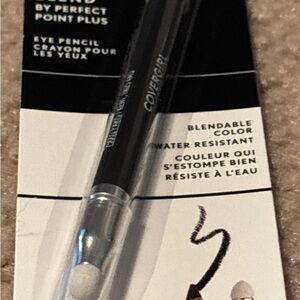 BLEND
BY PERFECT
POINT PLUS
EYE PENCIL
CRAYON POUR
LES YEUX
COVERGIRL
BLENDABLE
COLOR
WATER RESISTANT
COULEUR QUI
S'ESTOMPE BIEN
RÉSISTE À L'EAU